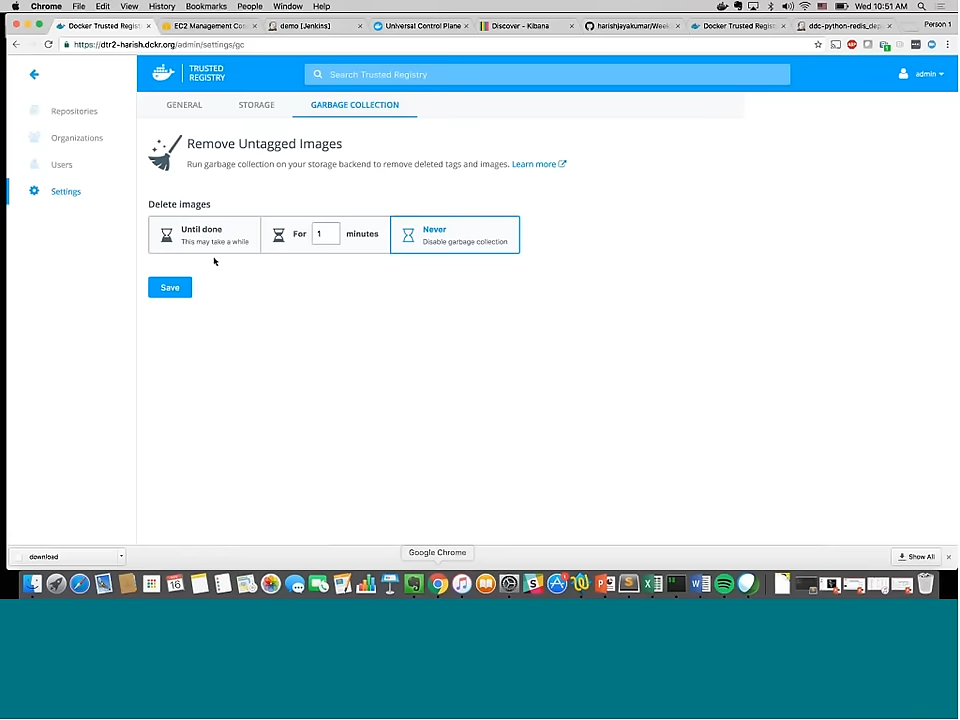 Chrome File Edit View History Bookmarks People Window Help Wed 10:51 AM
Docker Trusted Regist EC2 Management Con demo [Jenkins] Universal Control Plane Discover - Kibana harishjayakumar/Week Docker Trusted Regist ddc-python-redis_dep Person 1
https://dtr2-harish.dckr.org/admin/settings/gc
TRUSTED
REGISTRY
Search Trusted Registry
admin
Repositories
Organizations
Users
Settings
GENERAL STORAGE GARBAGE COLLECTION
Remove Untagged Images
Run garbage collection on your storage backend to remove deleted tags and images. Learn more
Delete images
Until done
This may take a while
For 1 minutes
Never
Disable garbage collection
Save
download
Google Chrome
Show All
16